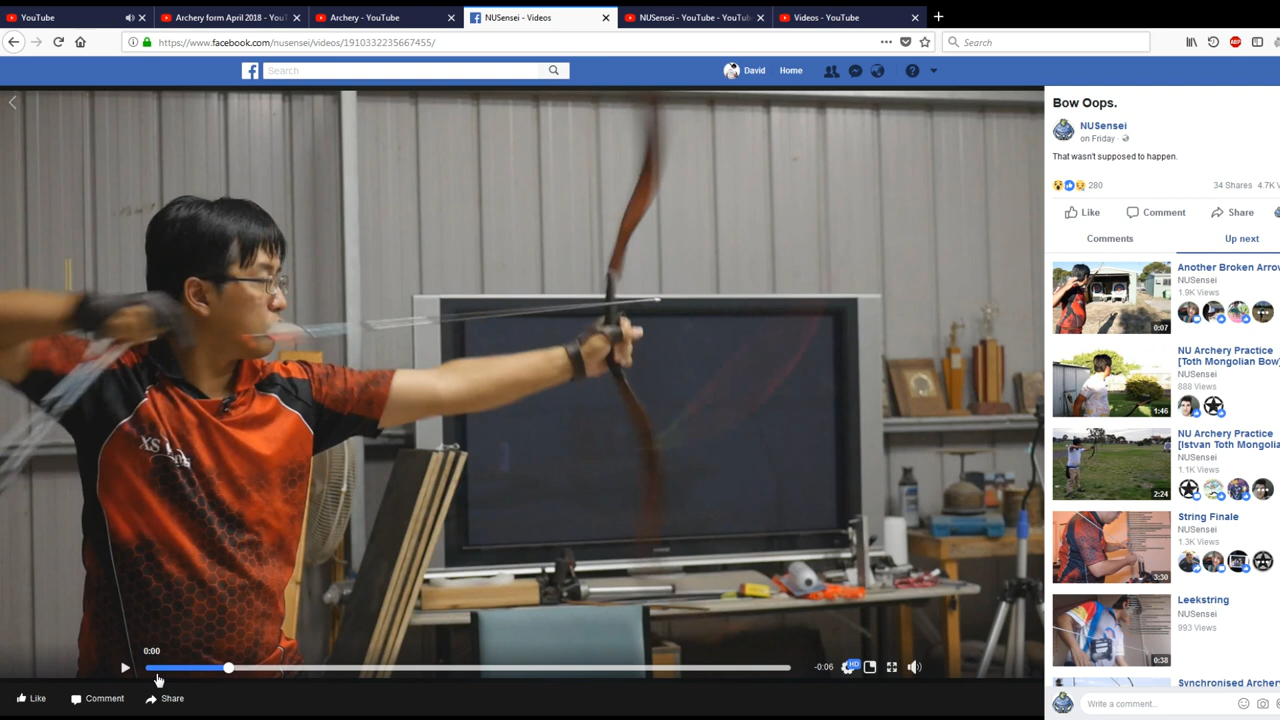 YouTube
Archery form April 2018 - YouT
Archery - YouTube
NUSensei - Videos
NUSensei - YouTube - YouTub
Videos - YouTube
https://www.facebook.com/nusensei/videos/1910332235667455/
Search
ABP
Search
David
Home
Bow Oops.
NUSensei
on Friday ·
That wasn't supposed to happen.
280
34 Shares 4.7K V
Like
Comment
Share
Comments
Up next
Another Broken Arro
NUSensei
1.9K Views
0:07
NU Archery Practice
[Toth Mongolian Bow]
NUSensei
888 Views
1:46
NU Archery Practice
[Istvan Toth Mongolia
NUSensei
1.1K Views
2:24
String Finale
NUSensei
1.3K Views
3:30
Leekstring
NUSensei
993 Views
0:38
Synchronised Archer
XS
0:00
-0:06
HD
Like
Comment
Share
Write a comment...